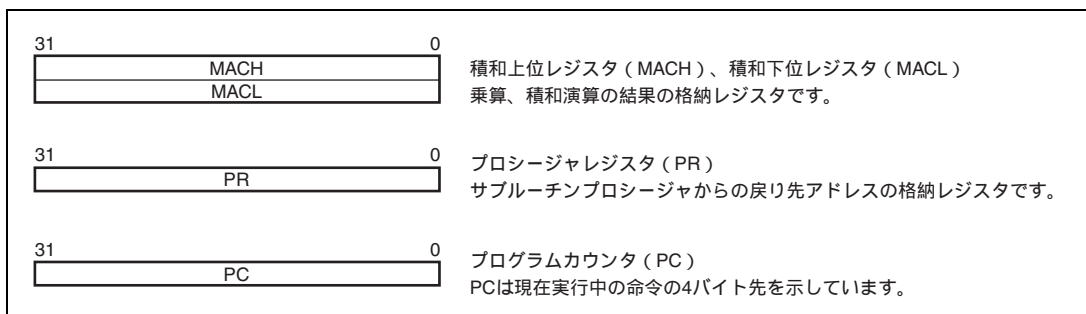 31 0
MACH
MACL
積和上位レジスタ(MACH)、積和下位レジスタ(MACL)
乗算、積和演算の結果の格納レジスタです。
31 0
PR
プロシージャレジスタ(PR)
サブルーチンプロシージャからの戻り先アドレスの格納レジスタです。
31 0
PC
プログラムカウンタ(PC)
PCは現在実行中の命令の4バイト先を示しています。